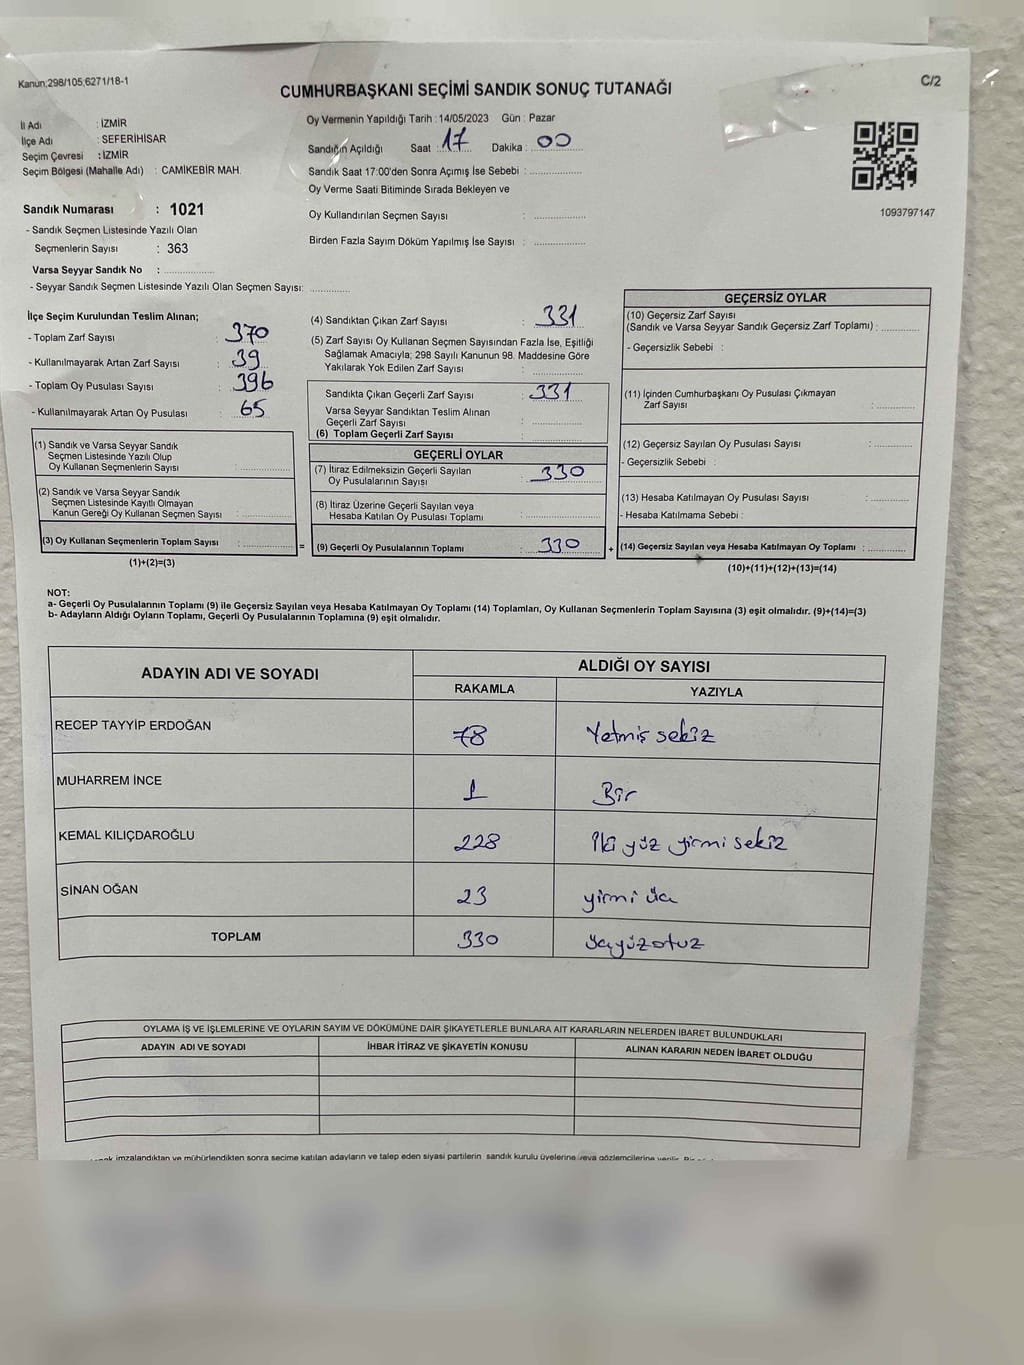 Kanun;298/105;6271/18-1
C/2
CUMHURBAŞKANI SEÇİMİ SANDIK SONUÇ TUTANAĞI
İl Adı : İZMİR
İlçe Adı : SEFERİHİSAR
Seçim Çevresi : İZMİR
Seçim Bölgesi (Mahalle Adı) : CAMİKEBİR MAH.
Sandık Numarası : 1021
- Sandık Seçmen Listesinde Yazılı Olan
Seçmenlerin Sayısı : 363
Varsa Seyyar Sandık No :
- Seyyar Sandık Seçmen Listesinde Yazılı Olan Seçmen Sayısı:
Oy Vermenin Yapıldığı Tarih : 14/05/2023 Gün : Pazar
Sandığın Açıldığı Saat : 17 Dakika : 00
Sandık Saat 17:00'den Sonra Açımış İse Sebebi :
Oy Verme Saati Bitiminde Sırada Bekleyen ve
Oy Kullandırılan Seçmen Sayısı :
Birden Fazla Sayım Döküm Yapılmış İse Sayısı :
1093797147
İlçe Seçim Kurulundan Teslim Alınan;
- Toplam Zarf Sayısı : 370
- Kullanılmayarak Artan Zarf Sayısı : 39
- Toplam Oy Pusulası Sayısı : 396
- Kullanılmayarak Artan Oy Pusulası : 65
(1) Sandık ve Varsa Seyyar Sandık
Seçmen Listesinde Yazılı Olup
Oy Kullanan Seçmenlerin Sayısı :
(2) Sandık ve Varsa Seyyar Sandık
Seçmen Listesinde Kayıtlı Olmayan
Kanun Gereği Oy Kullanan Seçmen Sayısı :
(3) Oy Kullanan Seçmenlerin Toplam Sayısı : =
(1)+(2)=(3)
(4) Sandıktan Çıkan Zarf Sayısı : 331
(5) Zarf Sayısı Oy Kullanan Seçmen Sayısından Fazla İse, Eşitliği
Sağlamak Amacıyla; 298 Sayılı Kanunun 98. Maddesine Göre
Yakılarak Yok Edilen Zarf Sayısı :
Sandıkta Çıkan Geçerli Zarf Sayısı : 331
Varsa Seyyar Sandıktan Teslim Alınan
Geçerli Zarf Sayısı :
(6) Toplam Geçerli Zarf Sayısı :
GEÇERLİ OYLAR
(7) İtiraz Edilmeksizin Geçerli Sayılan
Oy Pusulalarının Sayısı : 330
(8) İtiraz Üzerine Geçerli Sayılan veya
Hesaba Katılan Oy Pusulası Toplamı :
(9) Geçerli Oy Pusulalarının Toplamı : 330 +
GEÇERSİZ OYLAR
(10) Geçersiz Zarf Sayısı
(Sandık ve Varsa Seyyar Sandık Geçersiz Zarf Toplamı) :
- Geçersizlik Sebebi :
(11) İçinden Cumhurbaşkanı Oy Pusulası Çıkmayan
Zarf Sayısı :
(12) Geçersiz Sayılan Oy Pusulası Sayısı :
- Geçersizlik Sebebi :
(13) Hesaba Katılmayan Oy Pusulası Sayısı :
- Hesaba Katılmama Sebebi :
(14) Geçersiz Sayılan veya Hesaba Katılmayan Oy Toplamı :
(10)+(11)+(12)+(13)=(14)
NOT:
a- Geçerli Oy Pusulalarının Toplamı (9) ile Geçersiz Sayılan veya Hesaba Katılmayan Oy Toplamı (14) Toplamları, Oy Kullanan Seçmenlerin Toplam Sayısına (3) eşit olmalıdır. (9)+(14)=(3)
b- Adayların Aldığı Oyların Toplamı, Geçerli Oy Pusulalarının Toplamına (9) eşit olmalıdır.
ADAYIN ADI VE SOYADI
ALDIĞI OY SAYISI
RAKAMLA YAZIYLA
RECEP TAYYİP ERDOĞAN 78 Yetmiş sekiz
MUHARREM İNCE 1 Bir
KEMAL KILIÇDAROĞLU 228 İki yüz yirmi sekiz
SİNAN OĞAN 23 yirmi üç
TOPLAM 330 üçyüzotuz
OYLAMA İŞ VE İŞLEMLERİNE VE OYLARIN SAYIM VE DÖKÜMÜNE DAİR ŞİKAYETLERLE BUNLARA AİT KARARLARIN NELERDEN İBARET BULUNDUKLARI
ADAYIN ADI VE SOYADI İHBAR İTİRAZ VE ŞİKAYETİN KONUSU ALINAN KARARIN NEDEN İBARET OLDUĞU
imzalandıktan ve mühürlendikten sonra seçime katılan adayların ve talep eden siyasi partilerin sandık kurulu üyelerine veya gözlemcilerine verilir.